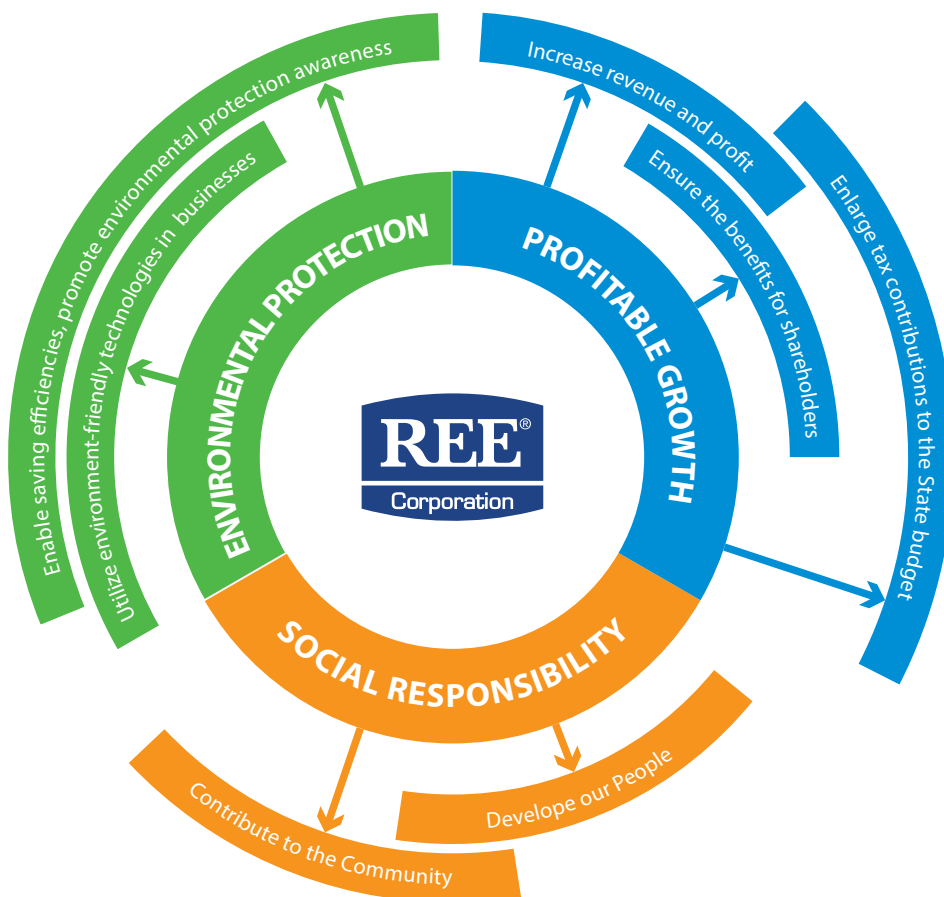 Enable saving efficiencies, promote environmental protection awareness
Utilize environment-friendly technologies in businesses
ENVIRONMENTAL PROTECTION
Increase revenue and profit
Ensure the benefits for shareholders
Enlarge tax contributions to the State budget
PROFITABLE GROWTH
REE®
Corporation
SOCIAL RESPONSIBILITY
Develope our People
Contribute to the Community